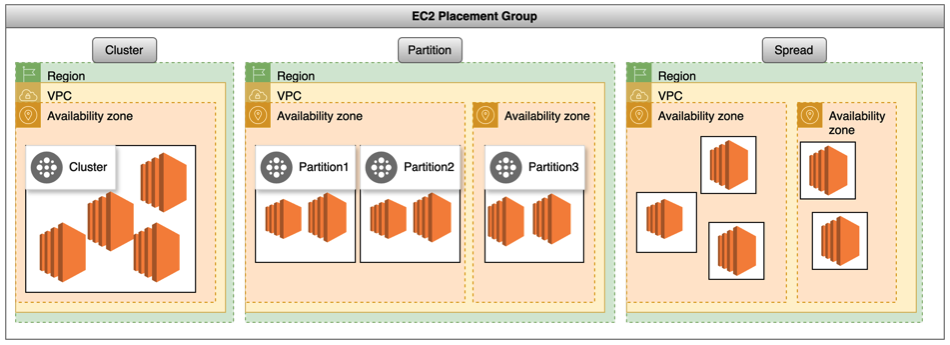 EC2 Placement Group
Cluster
Region
VPC
Availability zone
Cluster
Partition
Region
VPC
Availability zone
Availability zone
Partition1
Partition2
Partition3
Spread
Region
VPC
Availability zone
Availability
zone